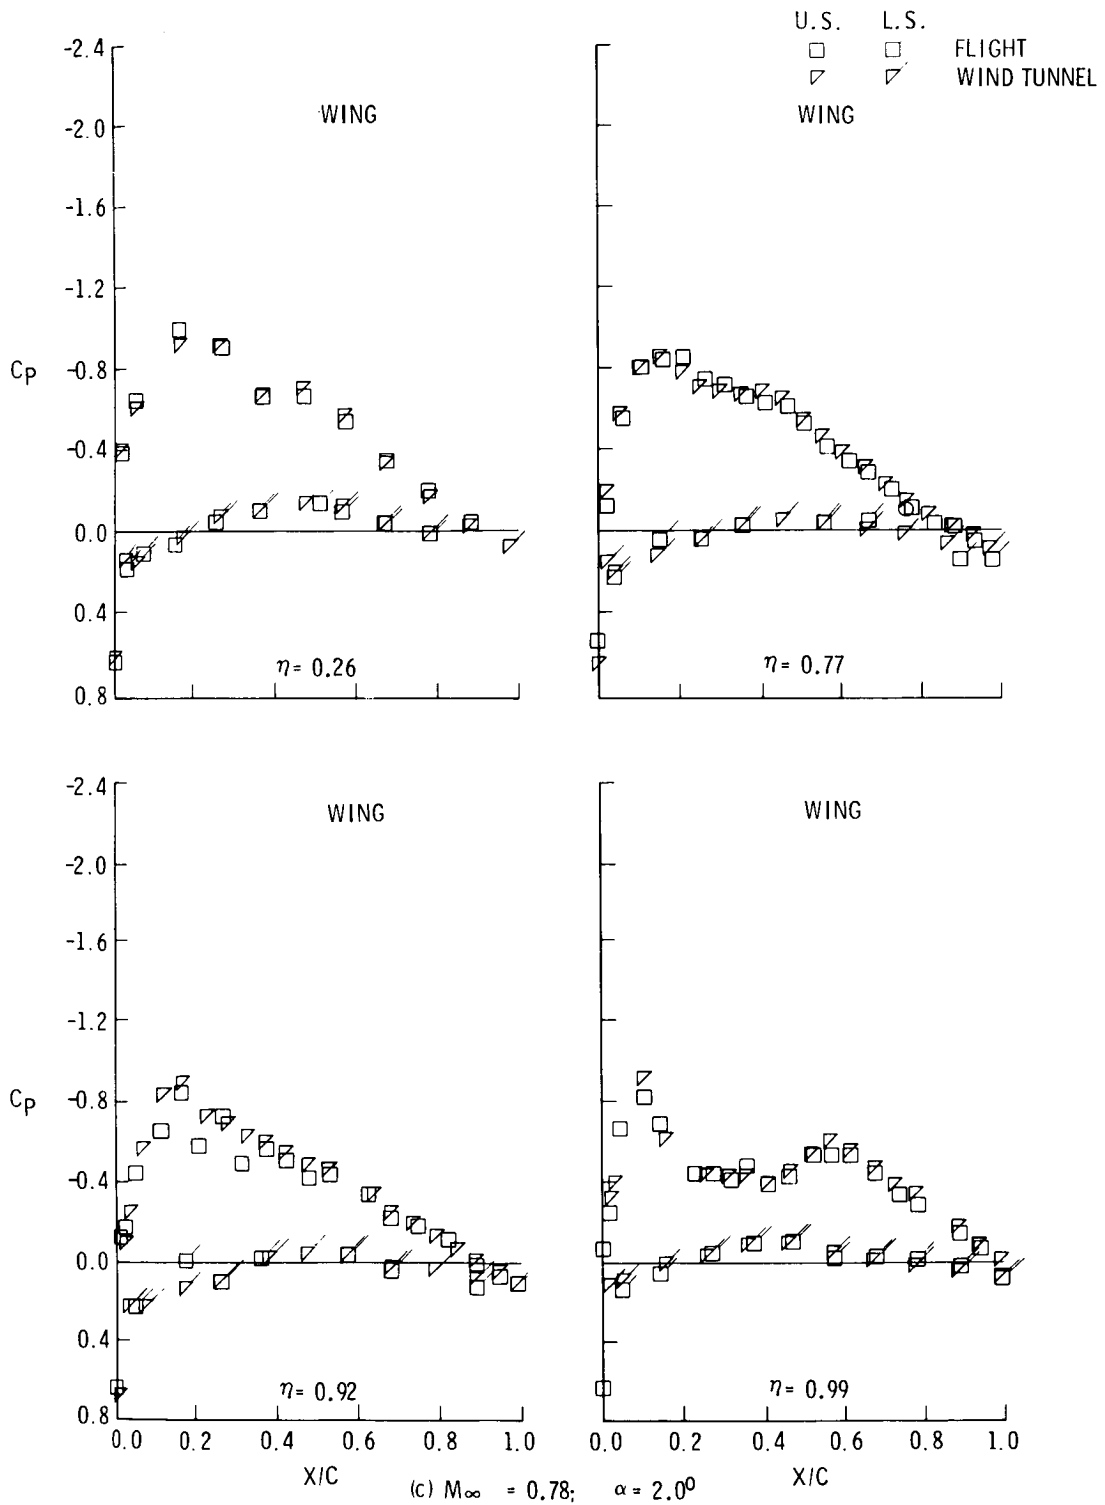 U.S. L.S.
FLIGHT
WIND TUNNEL
WING
-2.4
-2.0
-1.6
-1.2
-0.8
-0.4
0.0
0.4
0.8
CP
η= 0.26
WING
η= 0.77
WING
-2.4
-2.0
-1.6
-1.2
-0.8
-0.4
0.0
0.4
0.8
CP
η= 0.92
0.0 0.2 0.4 0.6 0.8 1.0
X/C
WING
η= 0.99
0.0 0.2 0.4 0.6 0.8 1.0
X/C
(c) M∞ = 0.78; α = 2.0⁰